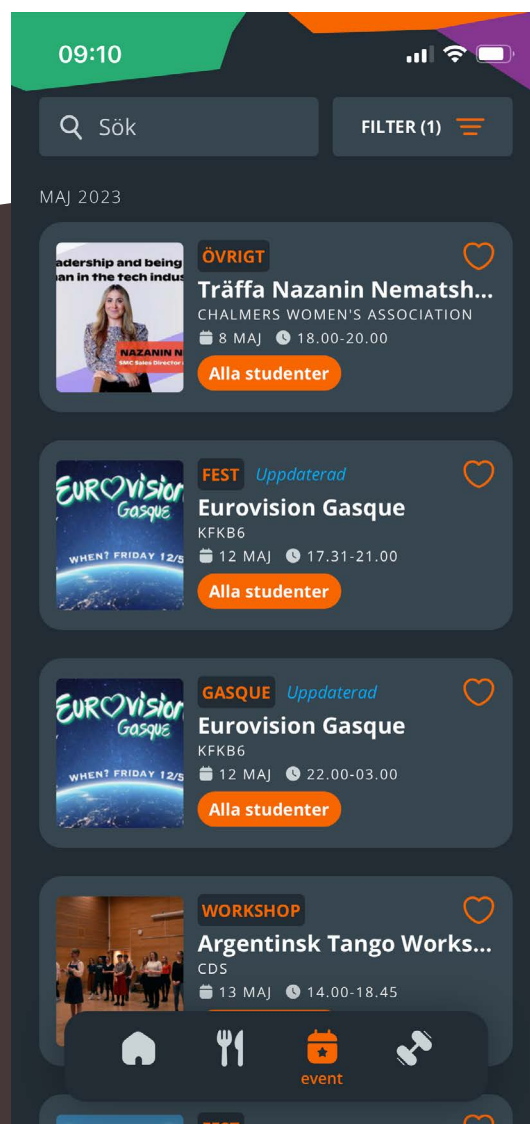 09:10
Sök
FILTER (1)
MAJ 2023
adership and being
an in the tech indus
NAZANIN N
SMC Sales Director
ÖVRIGT
Träffa Nazanin Nematsh...
CHALMERS WOMEN'S ASSOCIATION
8 MAJ 18.00-20.00
Alla studenter
EUROVision
Gasque
WHEN? FRIDAY 12/5
FEST Uppdaterad
Eurovision Gasque
KFKB6
12 MAJ 17.31-21.00
Alla studenter
EUROVision
Gasque
WHEN? FRIDAY 12/5
GASQUE Uppdaterad
Eurovision Gasque
KFKB6
12 MAJ 22.00-03.00
Alla studenter
WORKSHOP
Argentinsk Tango Works...
CDS
13 MAJ 14.00-18.45
event